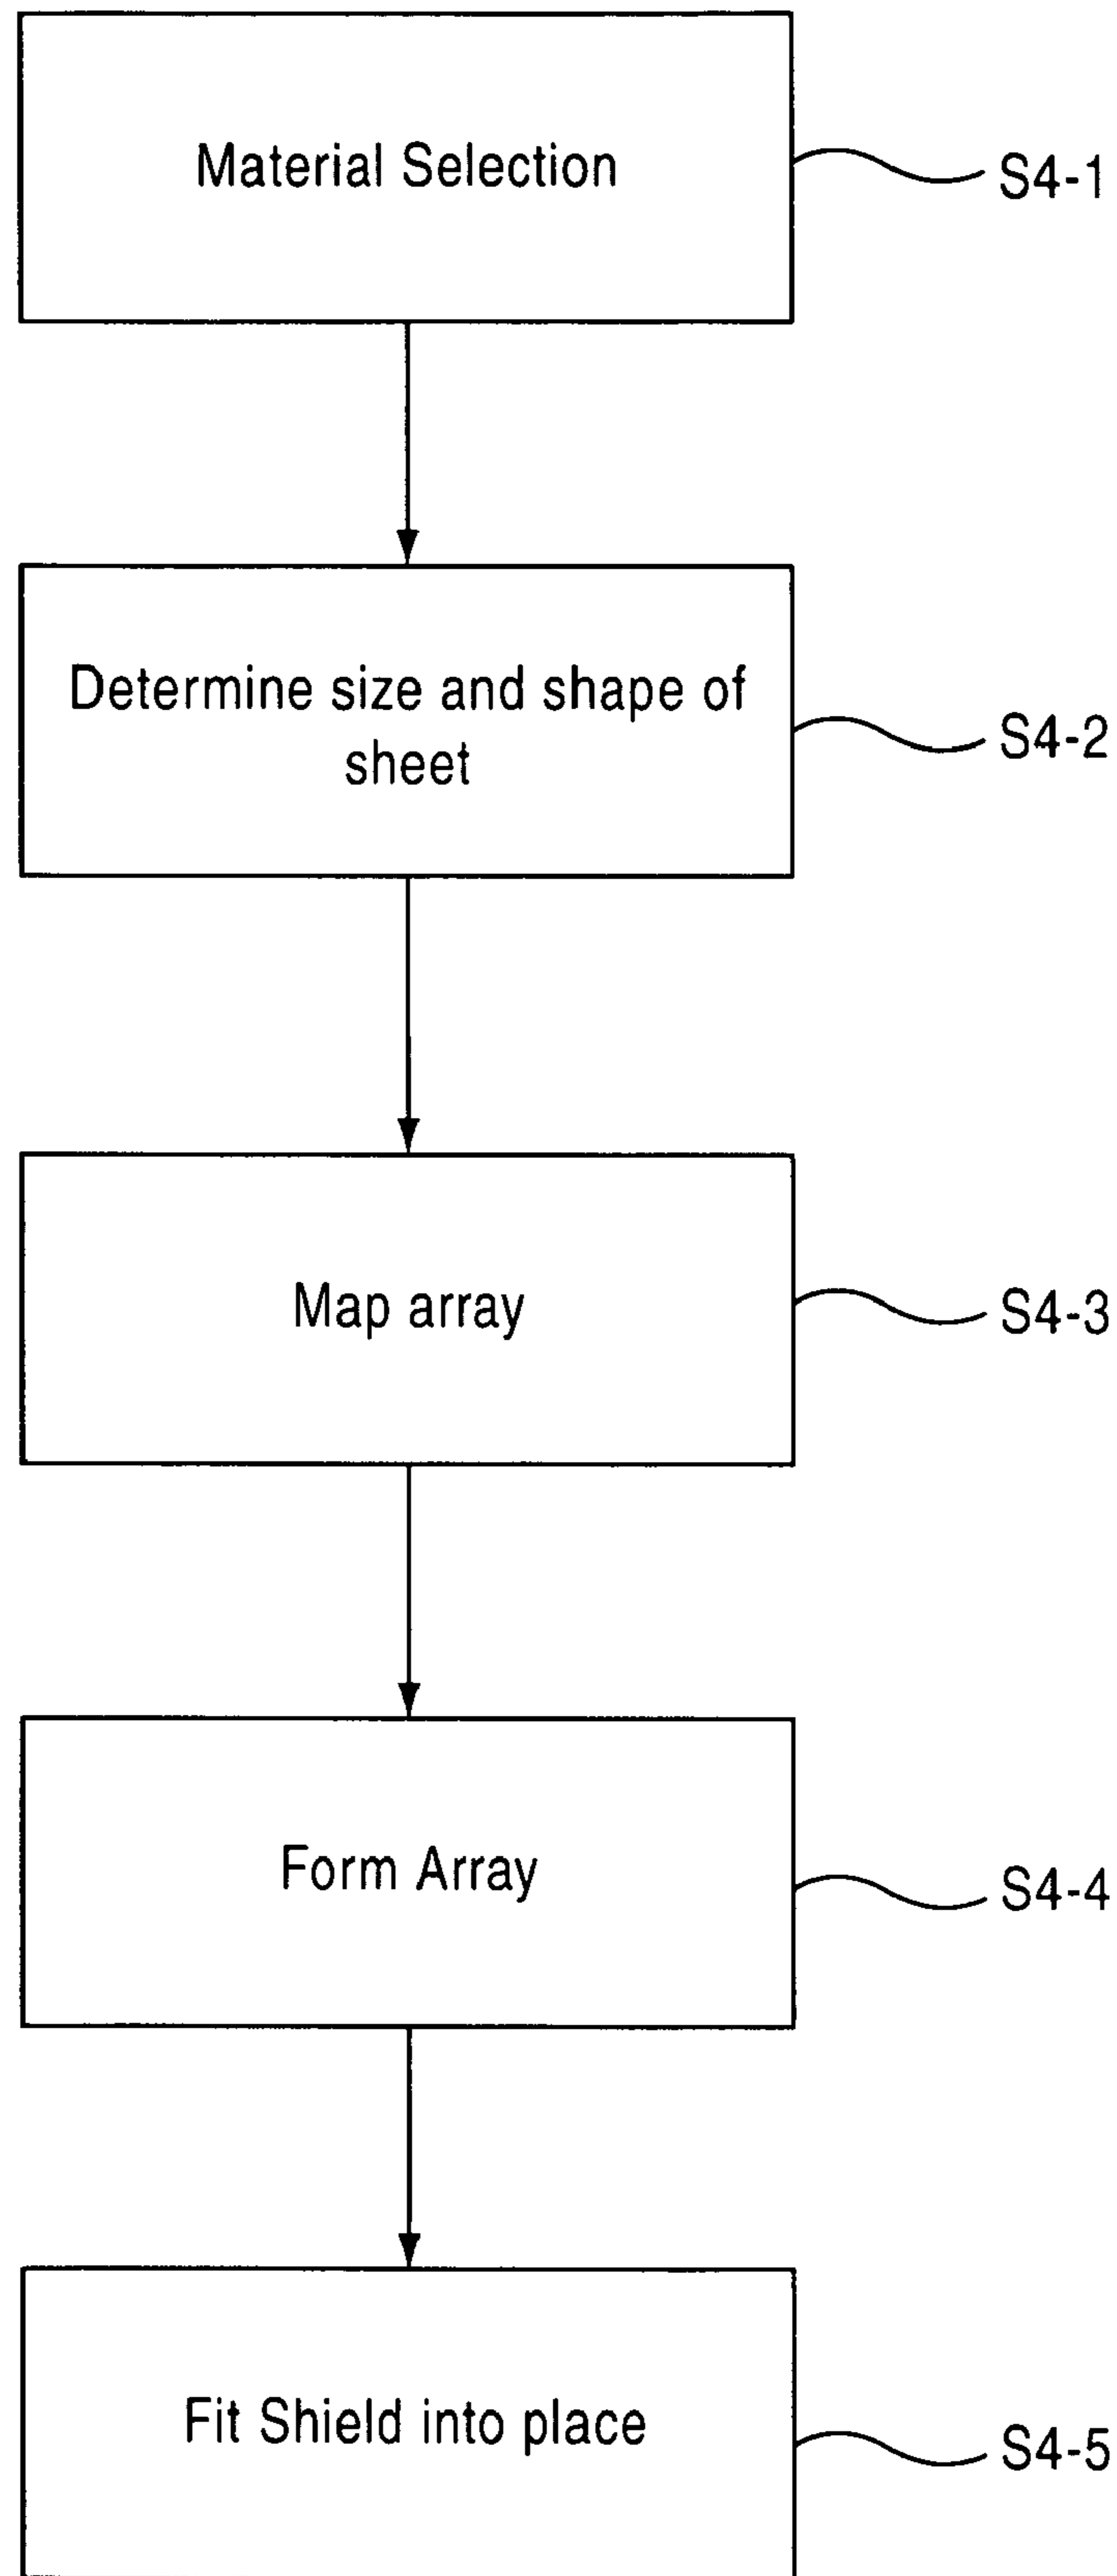 Material Selection
S4-1
Determine size and shape of
sheet
S4-2
Map array
S4-3
Form Array
S4-4
Fit Shield into place
S4-5